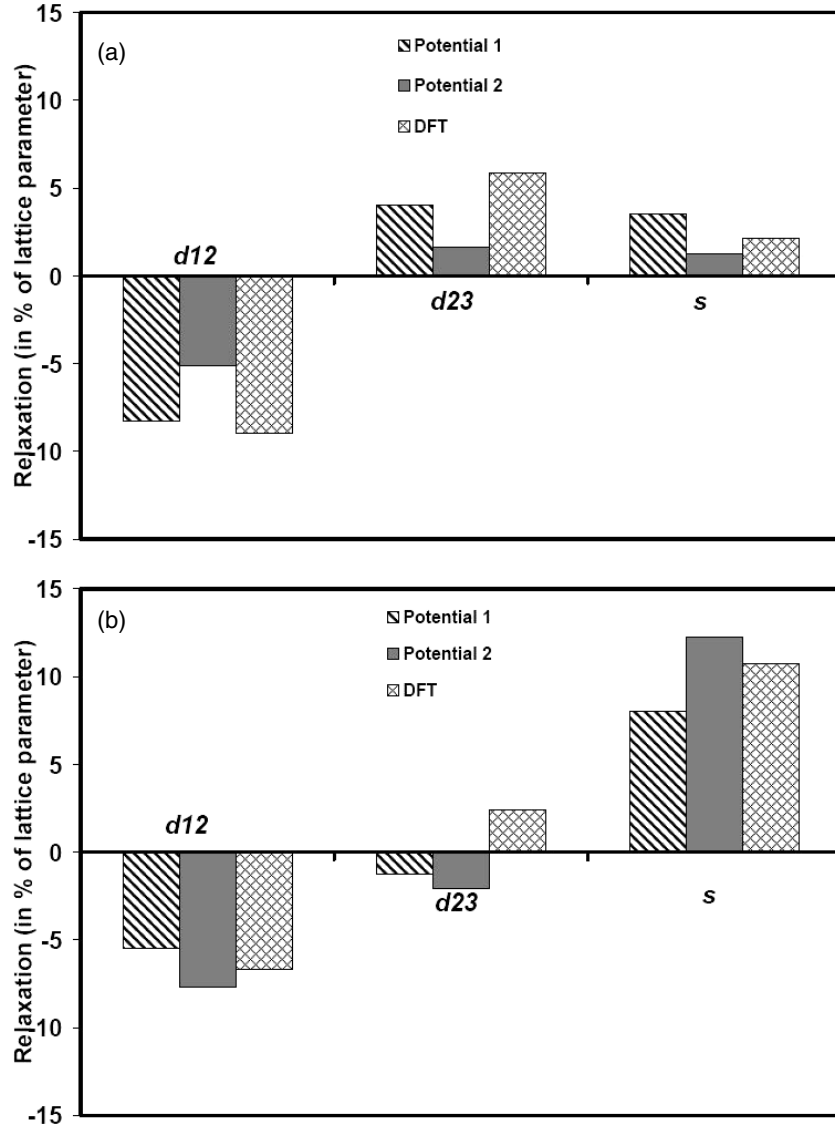 (a)
Potential 1
Potential 2
DFT
15
10
5
0
-5
-10
-15
Relaxation (in % of lattice parameter)
d12
d23
s
(b)
Potential 1
Potential 2
DFT
15
10
5
0
-5
-10
-15
Relaxation (in % of lattice parameter)
d12
d23
s